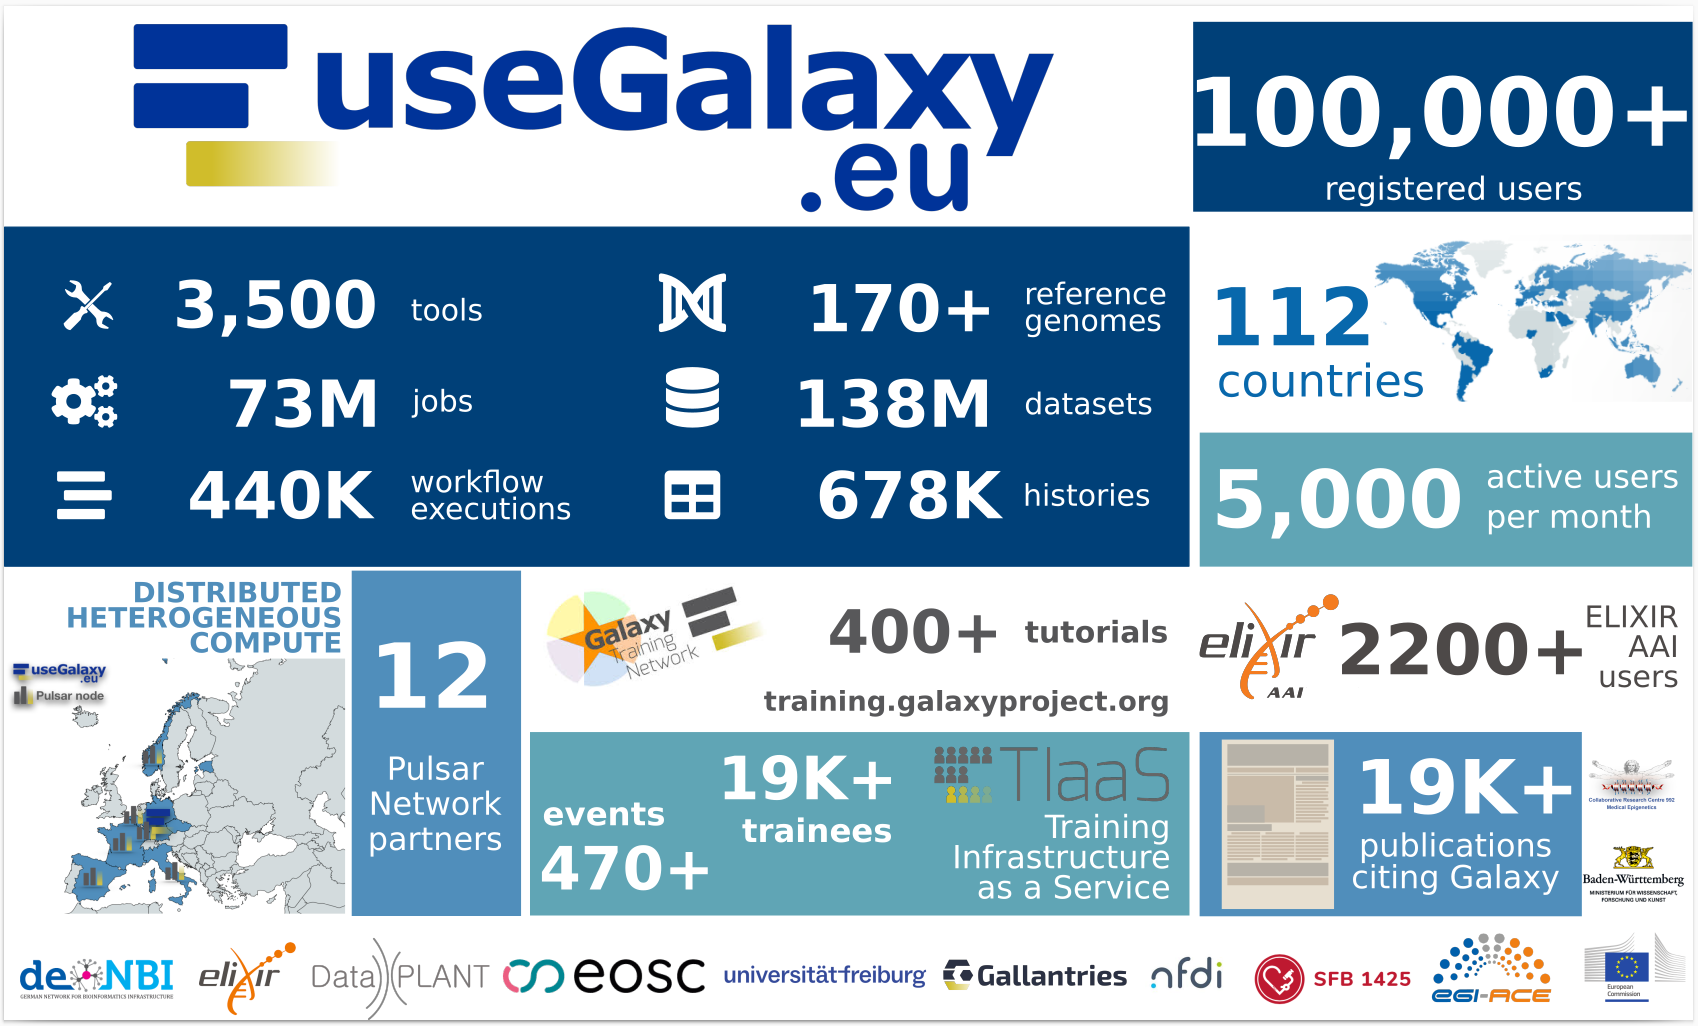 useGalaxy
.eu
100,000+
registered users
3,500 tools
170+ reference
genomes
73M jobs
138M datasets
440K workflow
executions
678K histories
112
countries
5,000 active users
per month
DISTRIBUTED
HETEROGENEOUS
COMPUTE
useGalaxy
.eu
Pulsar node
12
Pulsar
Network
partners
Galaxy
Training
Network
400+ tutorials
training.galaxyproject.org
elixir
AAI
2200+
ELIXIR
AAI
users
events
470+
19K+
trainees
TIaaS
Training
Infrastructure
as a Service
19K+
publications
citing Galaxy
Collaborative Research Centre 992
Medical Epigenetics
Baden-Württemberg
MINISTERIUM FÜR WISSENSCHAFT,
FORSCHUNG UND KUNST
de NBI
GERMAN NETWORK FOR BIOINFORMATICS INFRASTRUCTURE
elixir
Data PLANT
eosc
universität freiburg
Gallantries
nfdi
SFB 1425
EGI-ACE
European
Commission